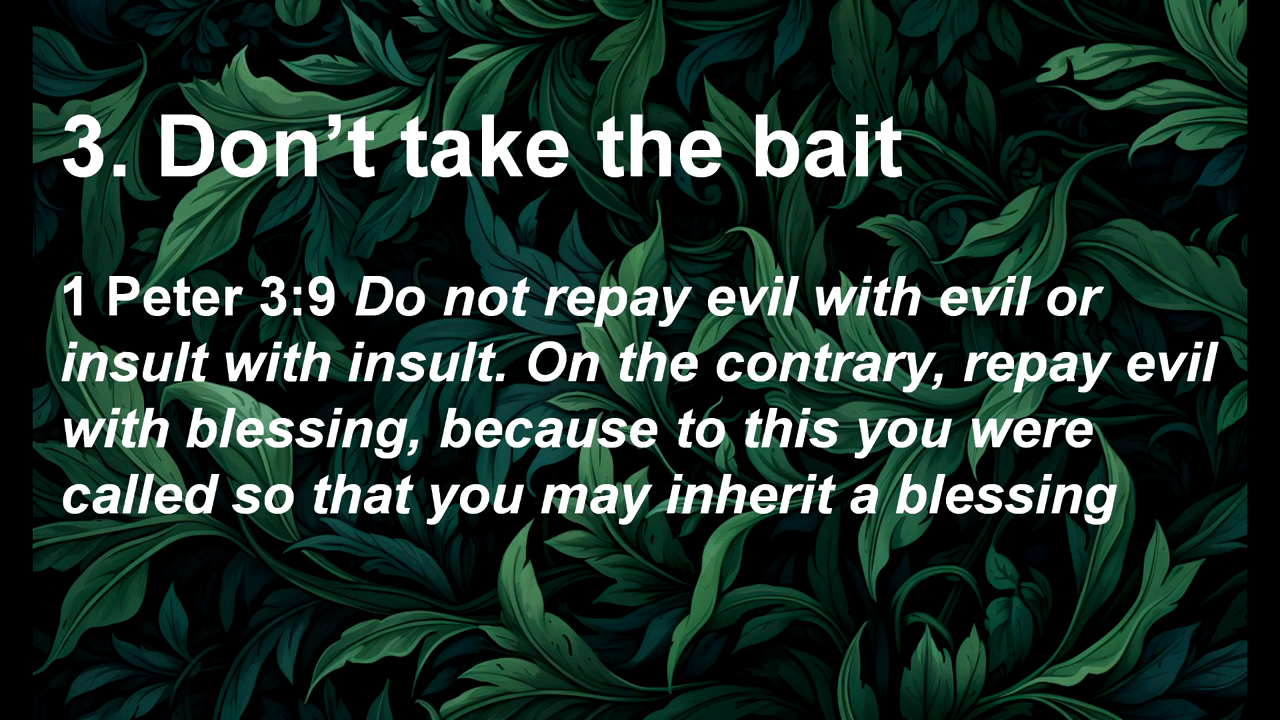 3. Don’t take the bait
1 Peter 3:9 Do not repay evil with evil or
insult with insult. On the contrary, repay evil
with blessing, because to this you were
called so that you may inherit a blessing